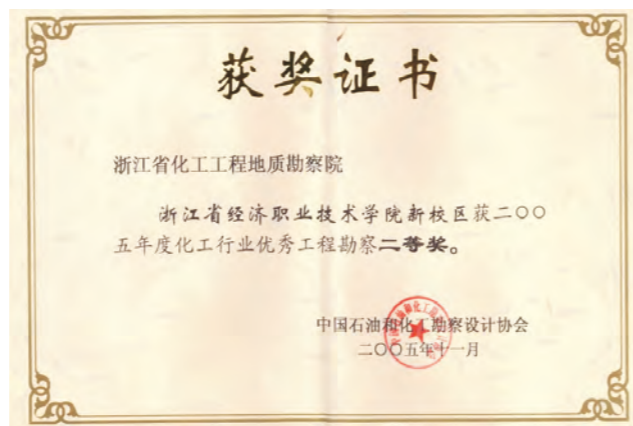 获奖证书
浙江省化工工程地质勘察院
浙江省经济职业技术学院新校区获二〇〇
五年度化工行业优秀工程勘察二等奖。
中国石油和化工勘察设计协会
二〇〇五年十一月